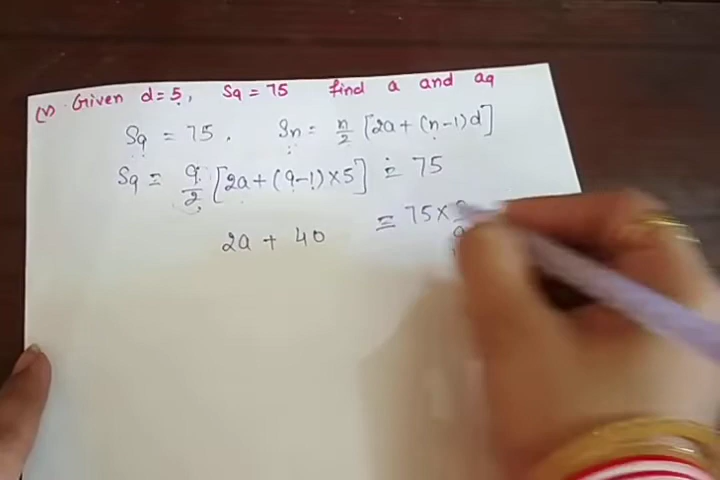 (v). Given d=5, S9 = 75 find a and a9
S9 = 75. Sn = n/2 [2a+(n-1)d]
S9 = 9/2 [2a+(9-1)×5] = 75
2a + 40 = 75×